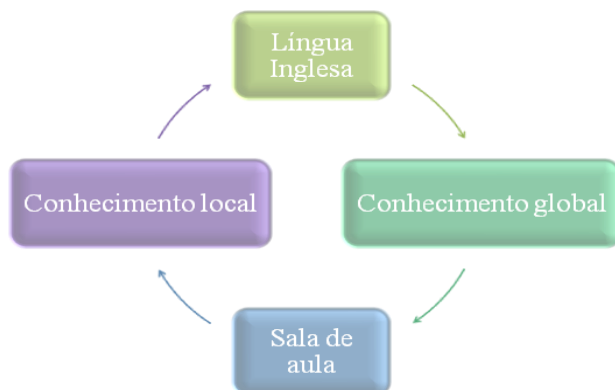 Língua
Inglesa
Conhecimento local
Conhecimento global
Sala de
aula